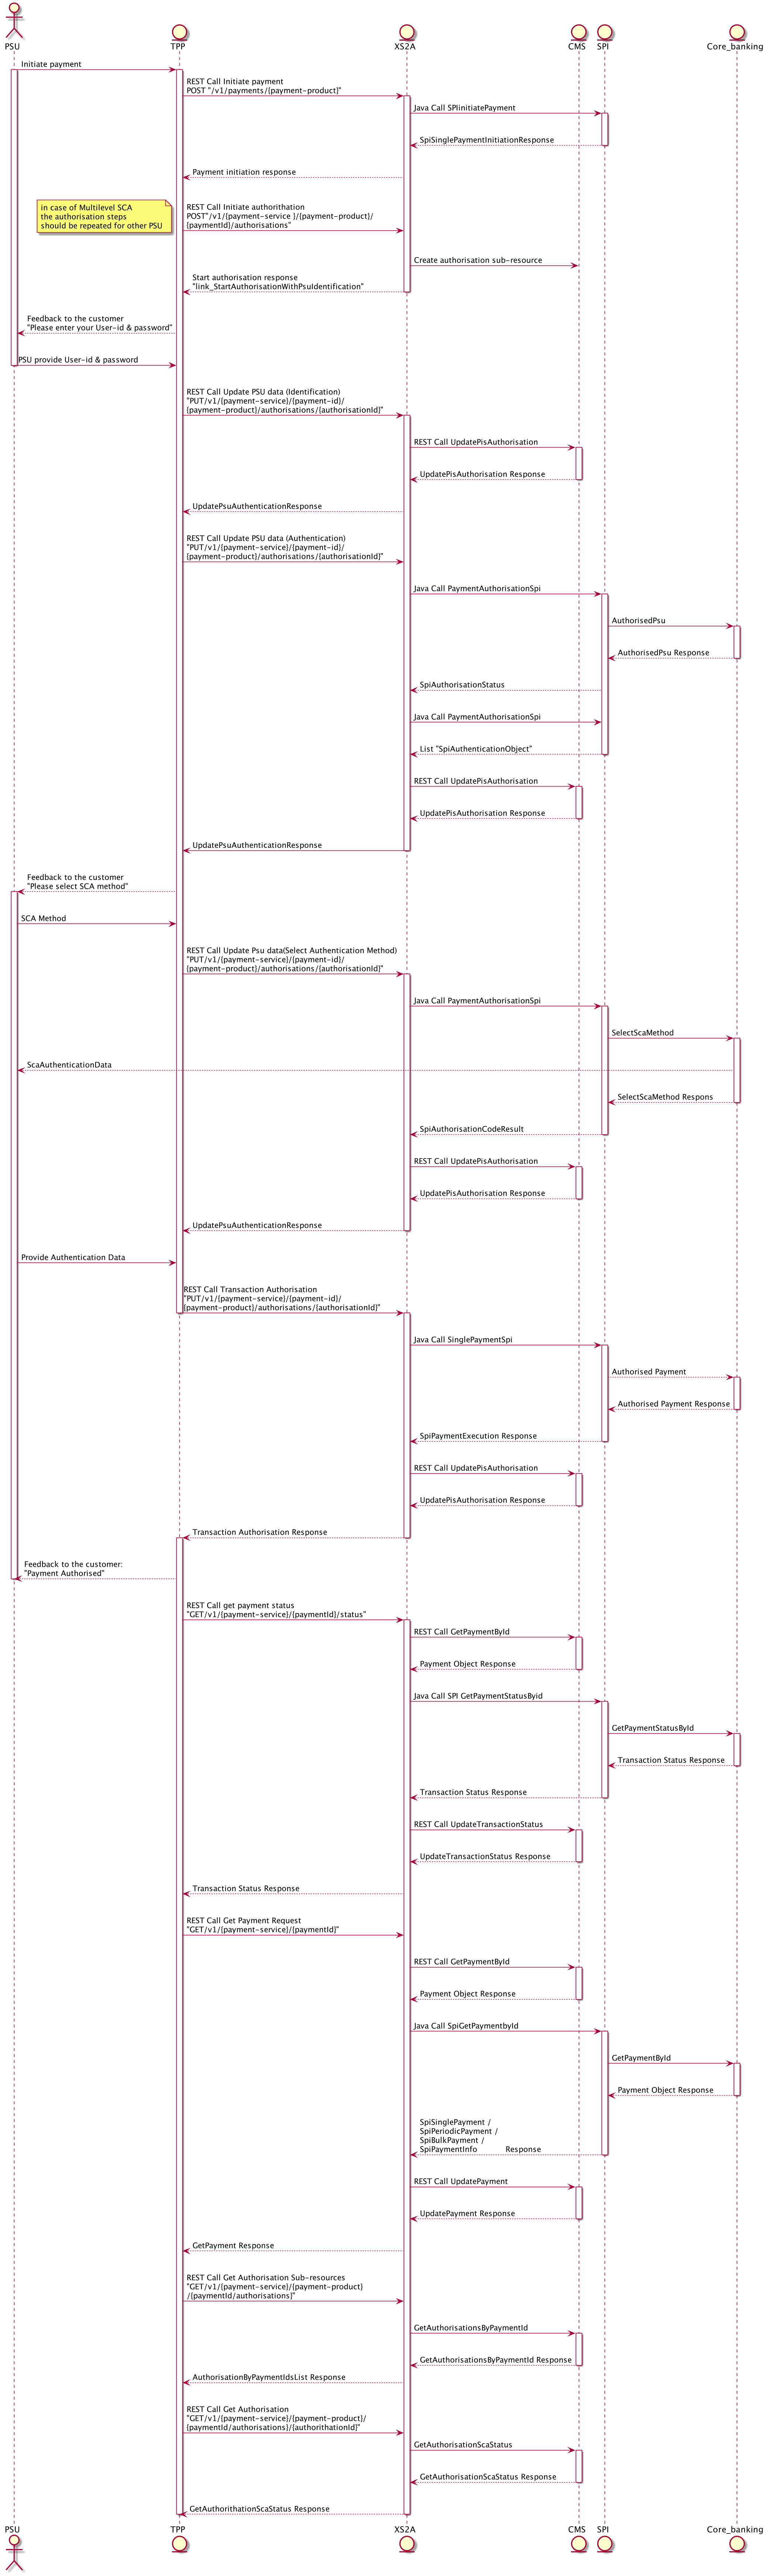 PSU
TPP
XS2A
CMS
SPI
Core_banking
Initiate payment
REST Call Initiate payment
POST "/v1/payments/{payment-product}"
Java Call SPIinitiatePayment
SpiSinglePaymentInitiationResponse
Payment initiation response
in case of Multilevel SCA
the authorisation steps
should be repeated for other PSU
REST Call Initiate authorithation
POST"/v1/{payment-service }/{payment-product}/
{paymentId}/authorisations"
Create authorisation sub-resource
Start authorisation response
"link_StartAuthorisationWithPsuIdentification"
Feedback to the customer
"Please enter your User-id & password"
PSU provide User-id & password
REST Call Update PSU data (Identification)
"PUT/v1/{payment-service}/{payment-id}/
{payment-product}/authorisations/{authorisationId}"
REST Call UpdatePisAuthorisation
UpdatePisAuthorisation Response
UpdatePsuAuthenticationResponse
REST Call Update PSU data (Authentication)
"PUT/v1/{payment-service}/{payment-id}/
{payment-product}/authorisations/{authorisationId}"
Java Call PaymentAuthorisationSpi
AuthorisedPsu
AuthorisedPsu Response
SpiAuthorisationStatus
Java Call PaymentAuthorisationSpi
List "SpiAuthenticationObject"
REST Call UpdatePisAuthorisation
UpdatePisAuthorisation Response
UpdatePsuAuthenticationResponse
Feedback to the customer
"Please select SCA method"
SCA Method
REST Call Update Psu data(Select Authentication Method)
"PUT/v1/{payment-service}/{payment-id}/
{payment-product}/authorisations/{authorisationId}"
Java Call PaymentAuthorisationSpi
SelectScaMethod
ScaAuthenticationData
SelectScaMethod Respons
SpiAuthorisationCodeResult
REST Call UpdatePisAuthorisation
UpdatePisAuthorisation Response
UpdatePsuAuthenticationResponse
Provide Authentication Data
REST Call Transaction Authorisation
"PUT/v1/{payment-service}/{payment-id}/
{payment-product}/authorisations/{authorisationId}"
Java Call SinglePaymentSpi
Authorised Payment
Authorised Payment Response
SpiPaymentExecution Response
REST Call UpdatePisAuthorisation
UpdatePisAuthorisation Response
Transaction Authorisation Response
Feedback to the customer:
"Payment Authorised"
REST Call get payment status
"GET/v1/{payment-service}/{paymentId}/status"
REST Call GetPaymentById
Payment Object Response
Java Call SPI GetPaymentStatusByid
GetPaymentStatusById
Transaction Status Response
Transaction Status Response
REST Call UpdateTransactionStatus
UpdateTransactionStatus Response
Transaction Status Response
REST Call Get Payment Request
"GET/v1/{payment-service}/{paymentId}"
REST Call GetPaymentById
Payment Object Response
Java Call SpiGetPaymentbyId
GetPaymentById
Payment Object Response
SpiSinglePayment /
SpiPeriodicPayment /
SpiBulkPayment /
SpiPaymentInfo Response
REST Call UpdatePayment
UpdatePayment Response
GetPayment Response
REST Call Get Authorisation Sub-resources
"GET/v1/{payment-service}/{payment-product}
/{paymentId/authorisations}"
GetAuthorisationsByPaymentId
GetAuthorisationsByPaymentId Response
AuthorisationByPaymentIdsList Response
REST Call Get Authorisation
"GET/v1/{payment-service}/{payment-product}/
{paymentId/authorisations}/{authorithationId}"
GetAuthorisationScaStatus
GetAuthorisationScaStatus Response
GetAuthorithationScaStatus Response
PSU
TPP
XS2A
CMS
SPI
Core_banking